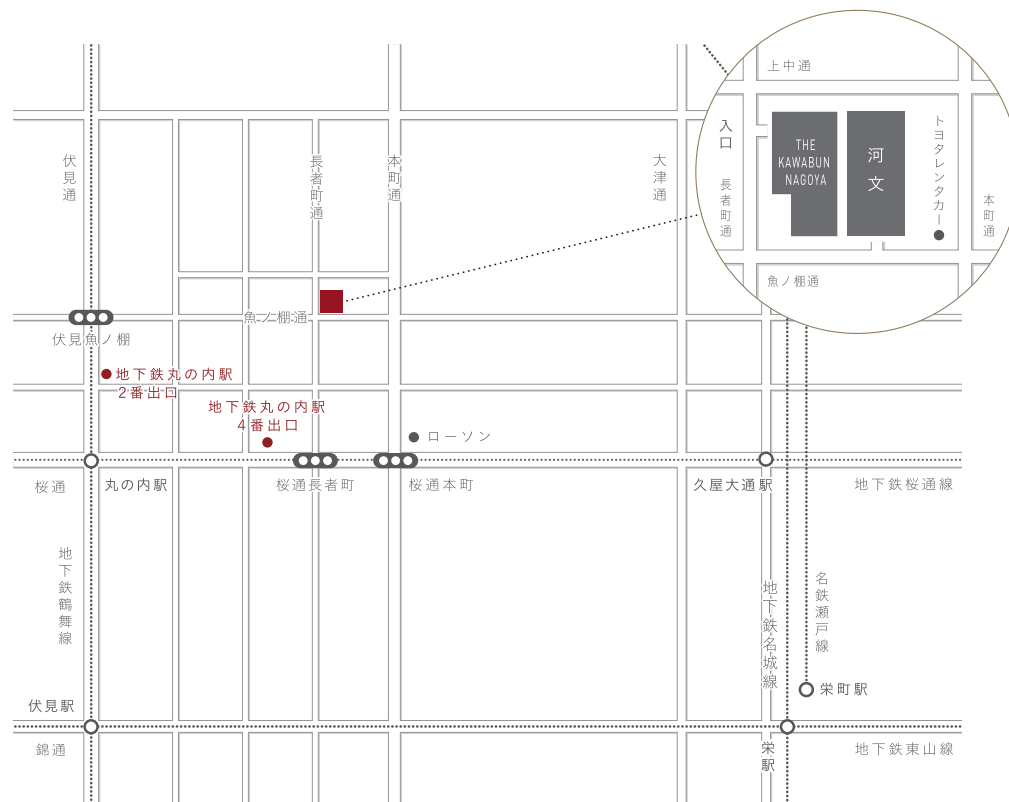 上中通
入口
THE
KAWABUN
NAGOYA
河文
トヨタレンタカー
長者町通
本町通
魚ノ棚通
伏見通
長者町通
本町通
大津通
魚ノ棚通
伏見魚ノ棚
地下鉄丸の内駅
2番出口
地下鉄丸の内駅
4番出口
ローソン
桜通
丸の内駅
桜通長者町
桜通本町
久屋大通駅
地下鉄桜通線
地下鉄鶴舞線
地下鉄名城線
名鉄瀬戸線
伏見駅
栄町駅
錦通
栄駅
地下鉄東山線